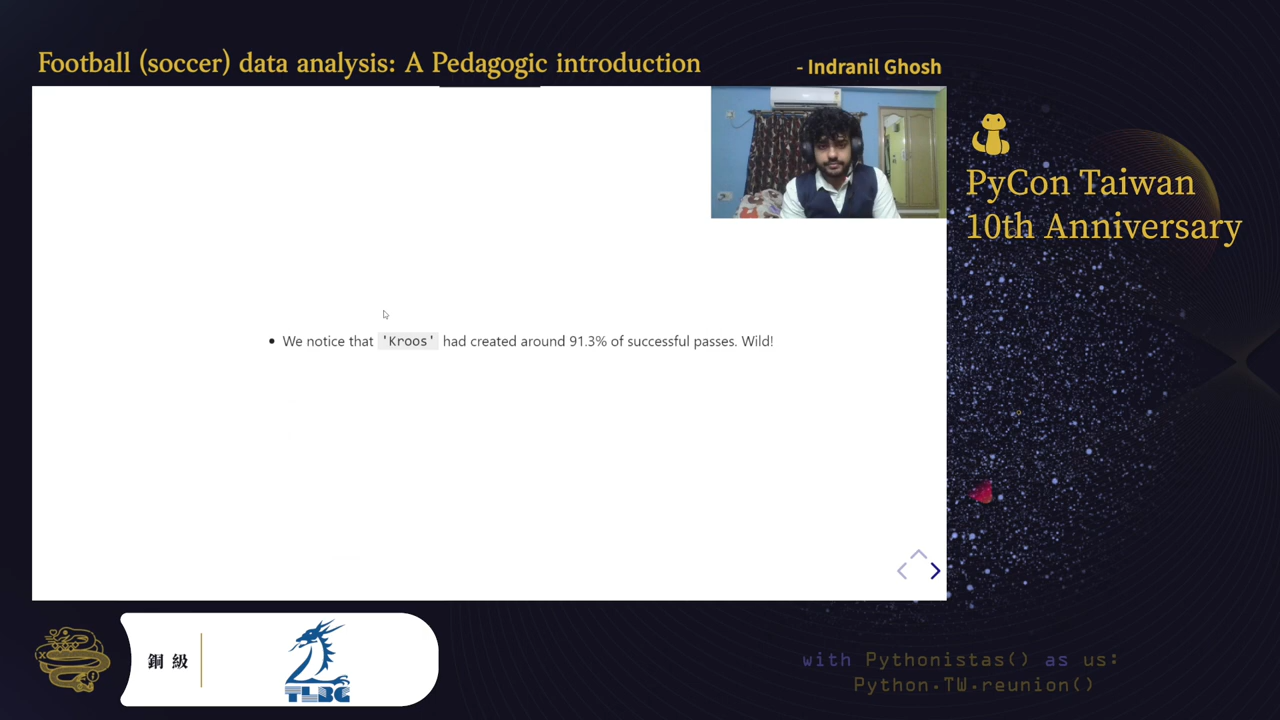 Football (soccer) data analysis: A Pedagogic introduction
- Indranil Ghosh
PyCon Taiwan
10th Anniversary
• We notice that 'Kroos' had created around 91.3% of successful passes. Wild!
銅級
TLBG
with Pythonistas() as us:
Python.TW.reunion()